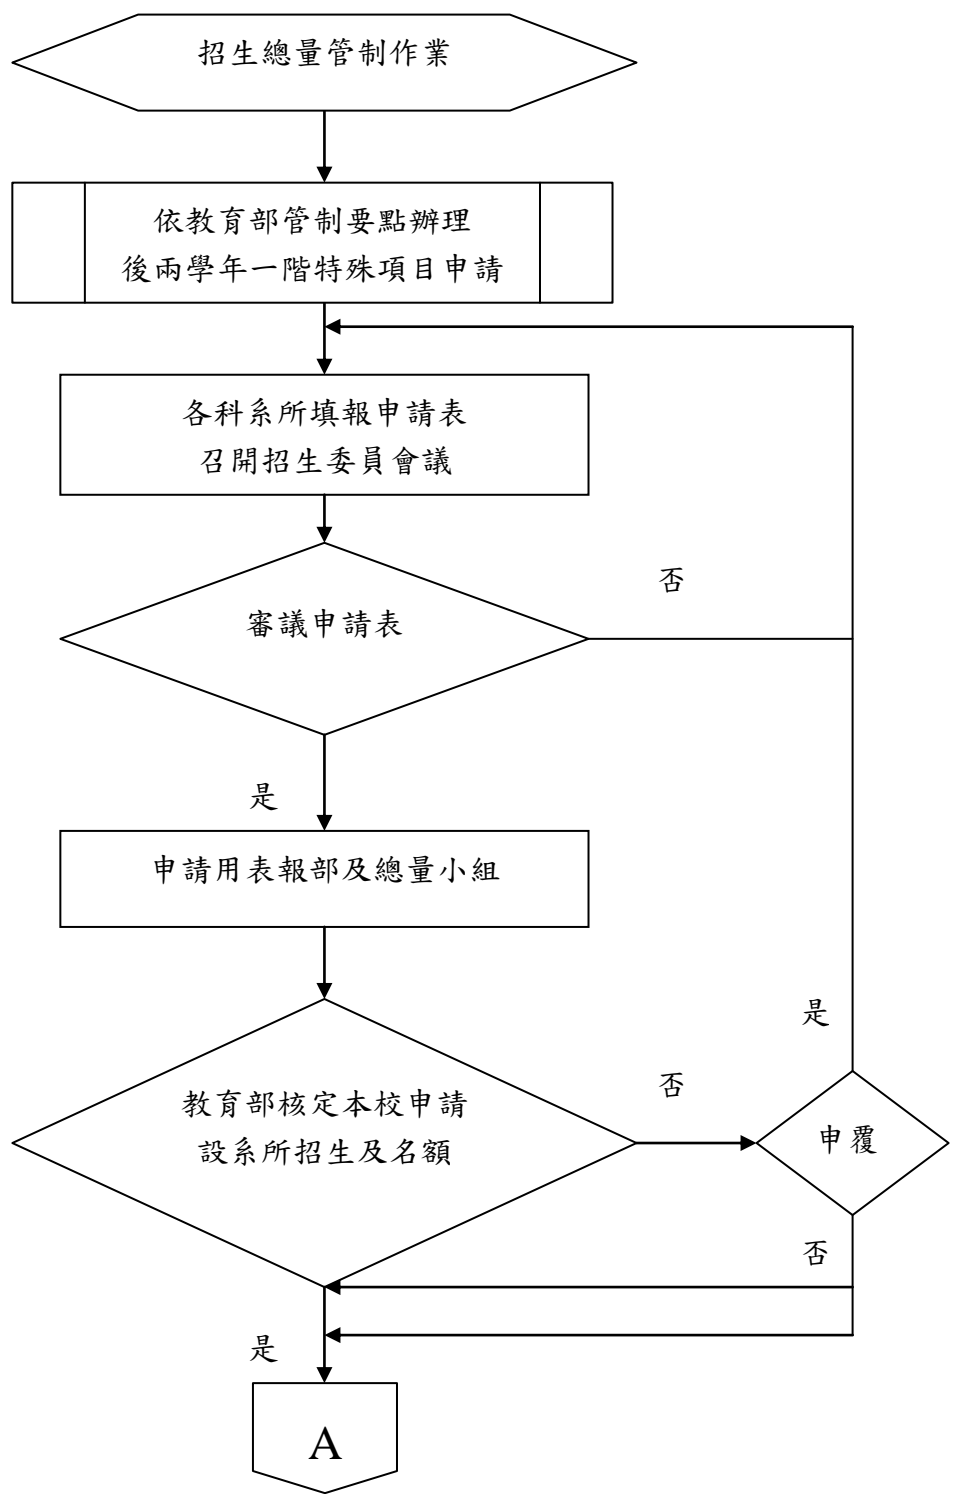 招生總量管制作業
依教育部管制要點辦理
後兩學年一階特殊項目申請
各科系所填報申請表
召開招生委員會議
否
審議申請表
是
申請用表報部及總量小組
是
否
教育部核定本校申請
設系所招生及名額
申覆
否
是
A